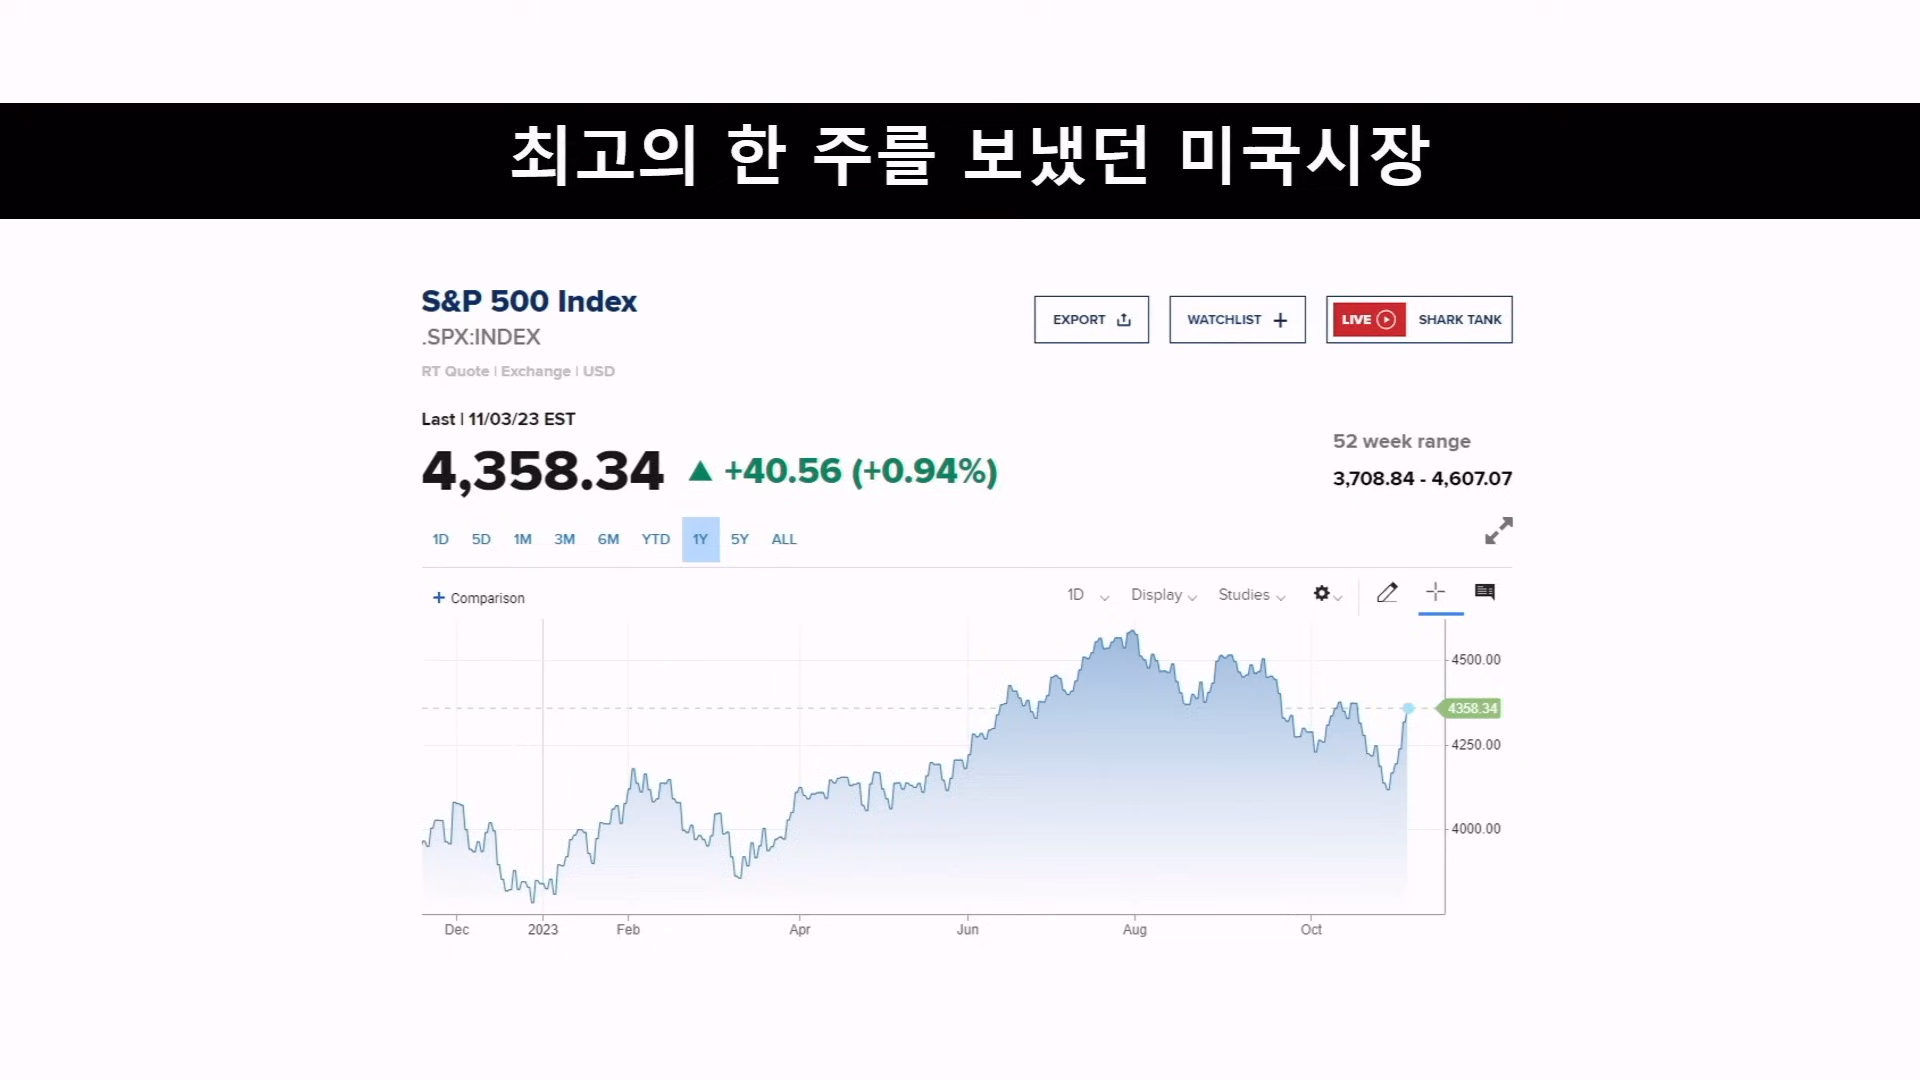 최고의 한 주를 보냈던 미국시장
S&P 500 Index
.SPX:INDEX
RT Quote | Exchange | USD
EXPORT
WATCHLIST +
LIVE SHARK TANK
Last | 11/03/23 EST
4,358.34 ▲ +40.56 (+0.94%)
52 week range
3,708.84 - 4,607.07
1D 5D 1M 3M 6M YTD 1Y 5Y ALL
+ Comparison
1D Display Studies
4500.00
4358.34
4250.00
4000.00
Dec 2023 Feb Apr Jun Aug Oct